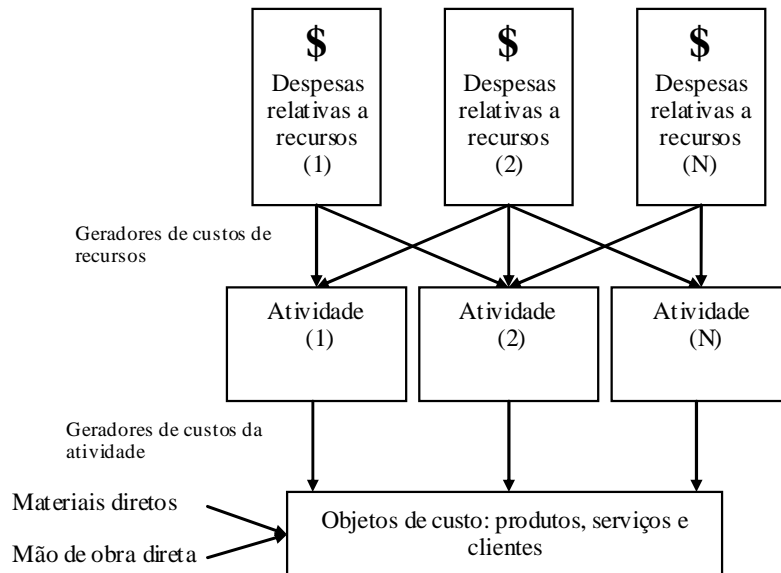 $
Despesas
relativas a
recursos
(1)
$
Despesas
relativas a
recursos
(2)
$
Despesas
relativas a
recursos
(N)
Geradores de custos de
recursos
Atividade
(1)
Atividade
(2)
Atividade
(N)
Geradores de custos da
atividade
Materiais diretos
Mão de obra direta
Objetos de custo: produtos, serviços e
clientes